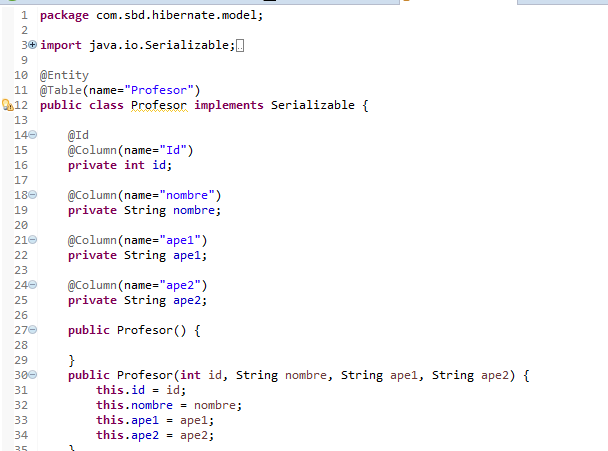 1 package com.sbd.hibernate.model;
2
3 import java.io.Serializable;
9
10 @Entity
11 @Table(name="Profesor")
12 public class Profesor implements Serializable {
13
14 @Id
15 @Column(name="Id")
16 private int id;
17
18 @Column(name="nombre")
19 private String nombre;
20
21 @Column(name="ape1")
22 private String ape1;
23
24 @Column(name="ape2")
25 private String ape2;
26
27 public Profesor() {
28
29 }
30 public Profesor(int id, String nombre, String ape1, String ape2) {
31 this.id = id;
32 this.nombre = nombre;
33 this.ape1 = ape1;
34 this.ape2 = ape2;
35 }